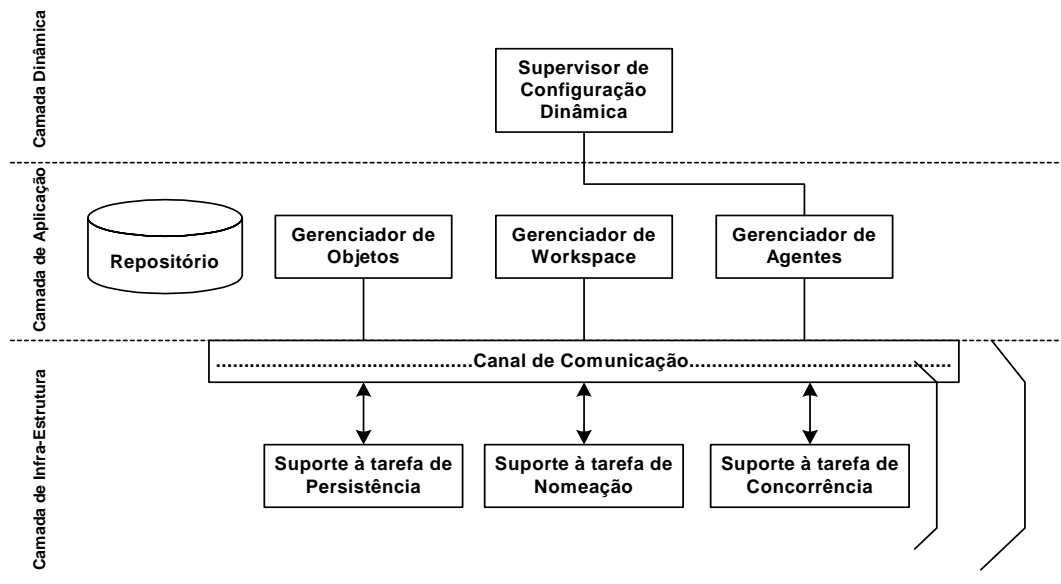 Camada Dinâmica
Supervisor de
Configuração
Dinâmica
Camada de Aplicação
Repositório
Gerenciador de
Objetos
Gerenciador de
Workspace
Gerenciador de
Agentes
Camada de Infra-Estrutura
Canal de Comunicação
Suporte à tarefa de
Persistência
Suporte à tarefa de
Nomeação
Suporte à tarefa de
Concorrência